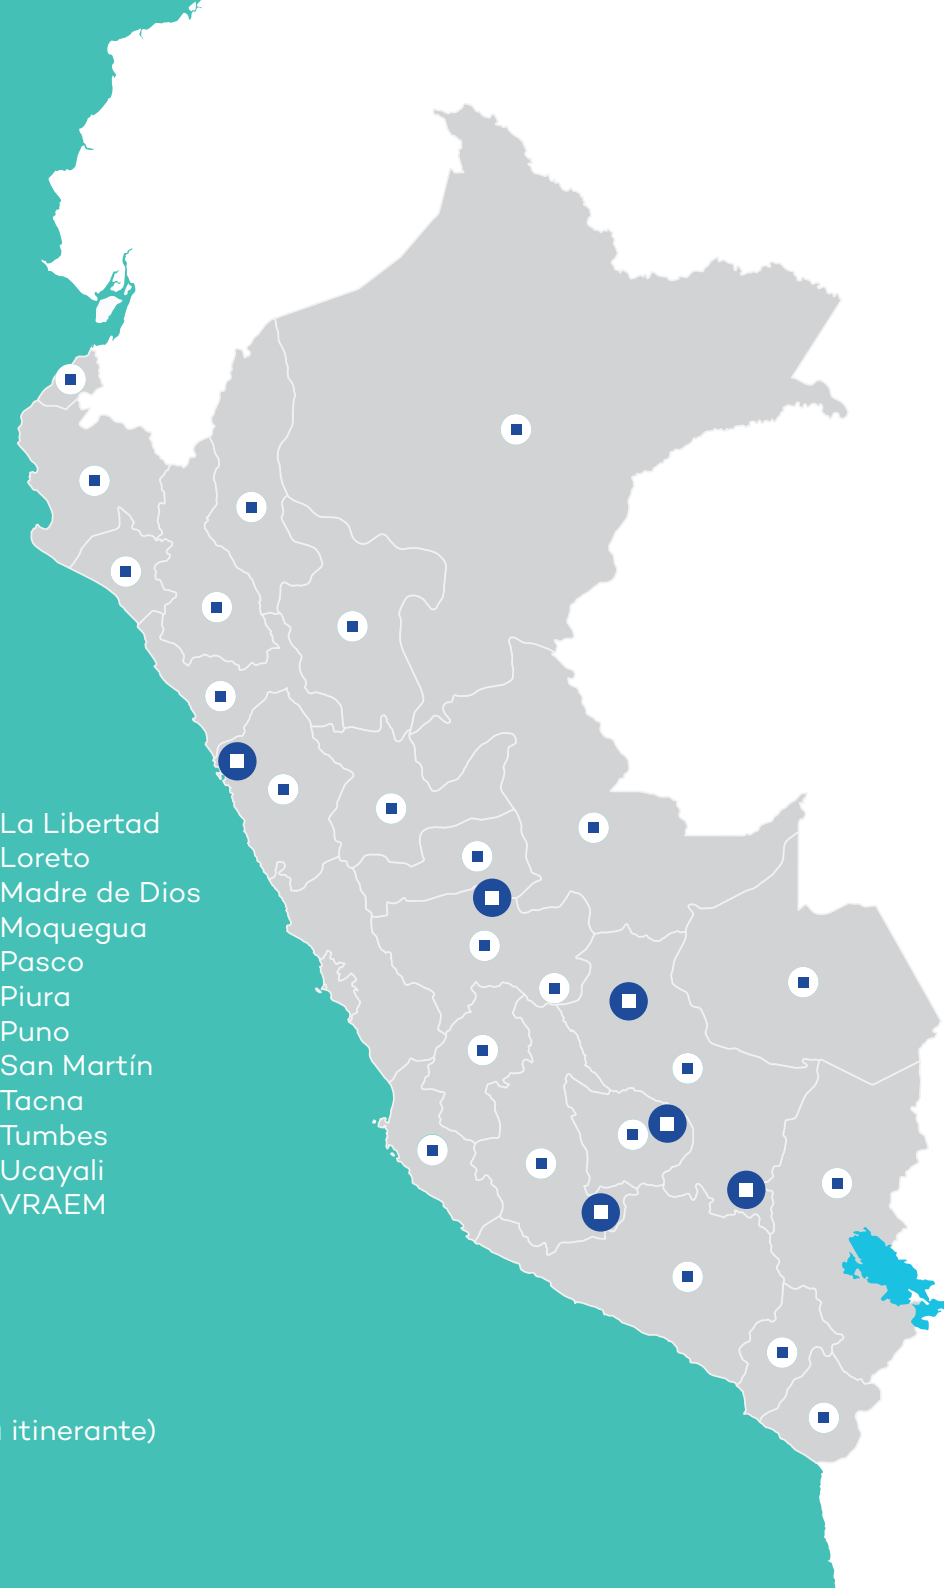 La Libertad
Loreto
Madre de Dios
Moquegua
Pasco
Piura
Puno
San Martín
Tacna
Tumbes
Ucayali
VRAEM
itinerante)